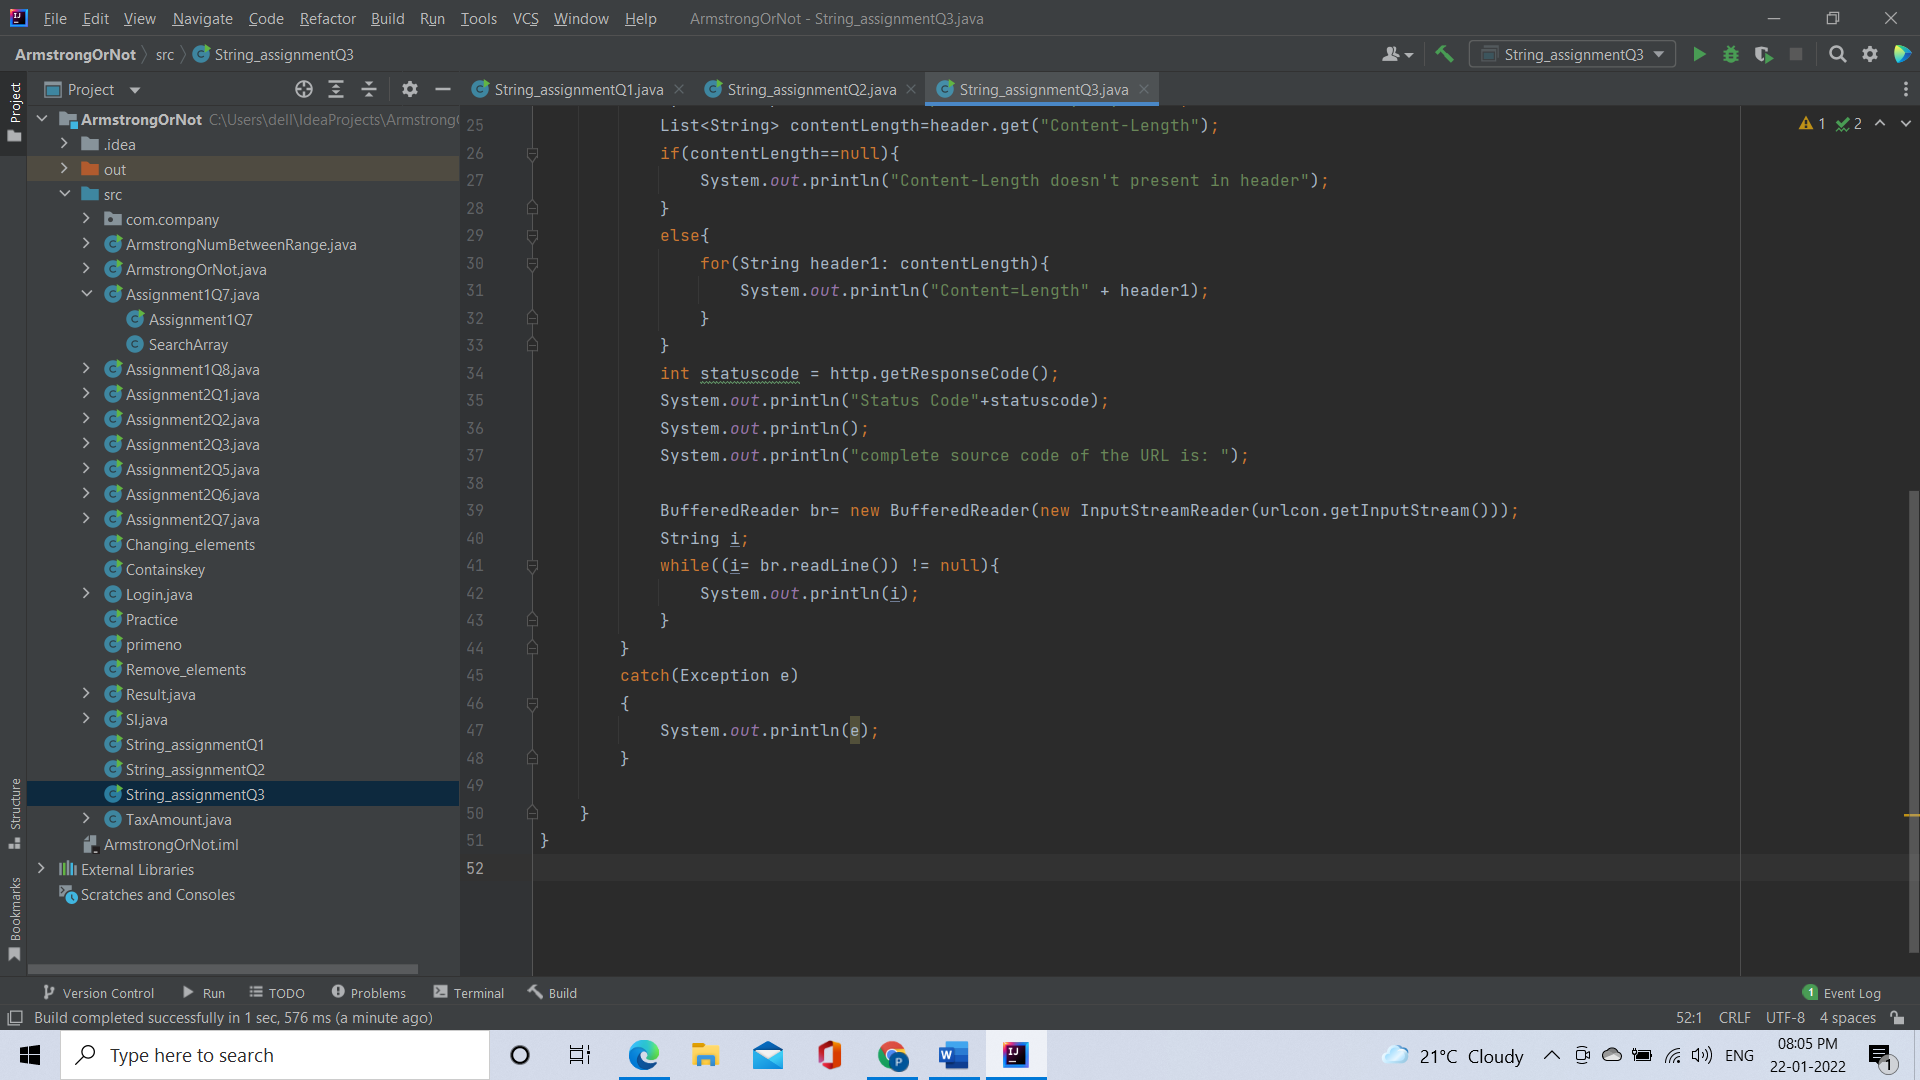 File Edit View Navigate Code Refactor Build Run Tools VCS Window Help ArmstrongOrNot - String_assignmentQ3.java
ArmstrongOrNot src String_assignmentQ3 String_assignmentQ3
Project
Project
String_assignmentQ1.java String_assignmentQ2.java String_assignmentQ3.java
ArmstrongOrNot C:\Users\dell\IdeaProjects\Armstrong
.idea
out
src
com.company
ArmstrongNumBetweenRange.java
ArmstrongOrNot.java
Assignment1Q7.java
Assignment1Q7
SearchArray
Assignment1Q8.java
Assignment2Q1.java
Assignment2Q2.java
Assignment2Q3.java
Assignment2Q5.java
Assignment2Q6.java
Assignment2Q7.java
Changing_elements
Containskey
Login.java
Practice
primeno
Remove_elements
Result.java
SI.java
String_assignmentQ1
String_assignmentQ2
String_assignmentQ3
TaxAmount.java
ArmstrongOrNot.iml
External Libraries
Scratches and Consoles
Structure
Bookmarks
1 2
25 List<String> contentLength=header.get("Content-Length");
26 if(contentLength==null){
27 System.out.println("Content-Length doesn't present in header");
28 }
29 else{
30 for(String header1: contentLength){
31 System.out.println("Content=Length" + header1);
32 }
33 }
34 int statuscode = http.getResponseCode();
35 System.out.println("Status Code"+statuscode);
36 System.out.println();
37 System.out.println("complete source code of the URL is: ");
38
39 BufferedReader br= new BufferedReader(new InputStreamReader(urlcon.getInputStream()));
40 String i;
41 while((i= br.readLine()) != null){
42 System.out.println(i);
43 }
44 }
45 catch(Exception e)
46 {
47 System.out.println(e);
48 }
49
50 }
51 }
52
Version Control Run TODO Problems Terminal Build 1 Event Log
Build completed successfully in 1 sec, 576 ms (a minute ago) 52:1 CRLF UTF-8 4 spaces
Type here to search 21°C Cloudy ENG 08:05 PM
22-01-2022 1